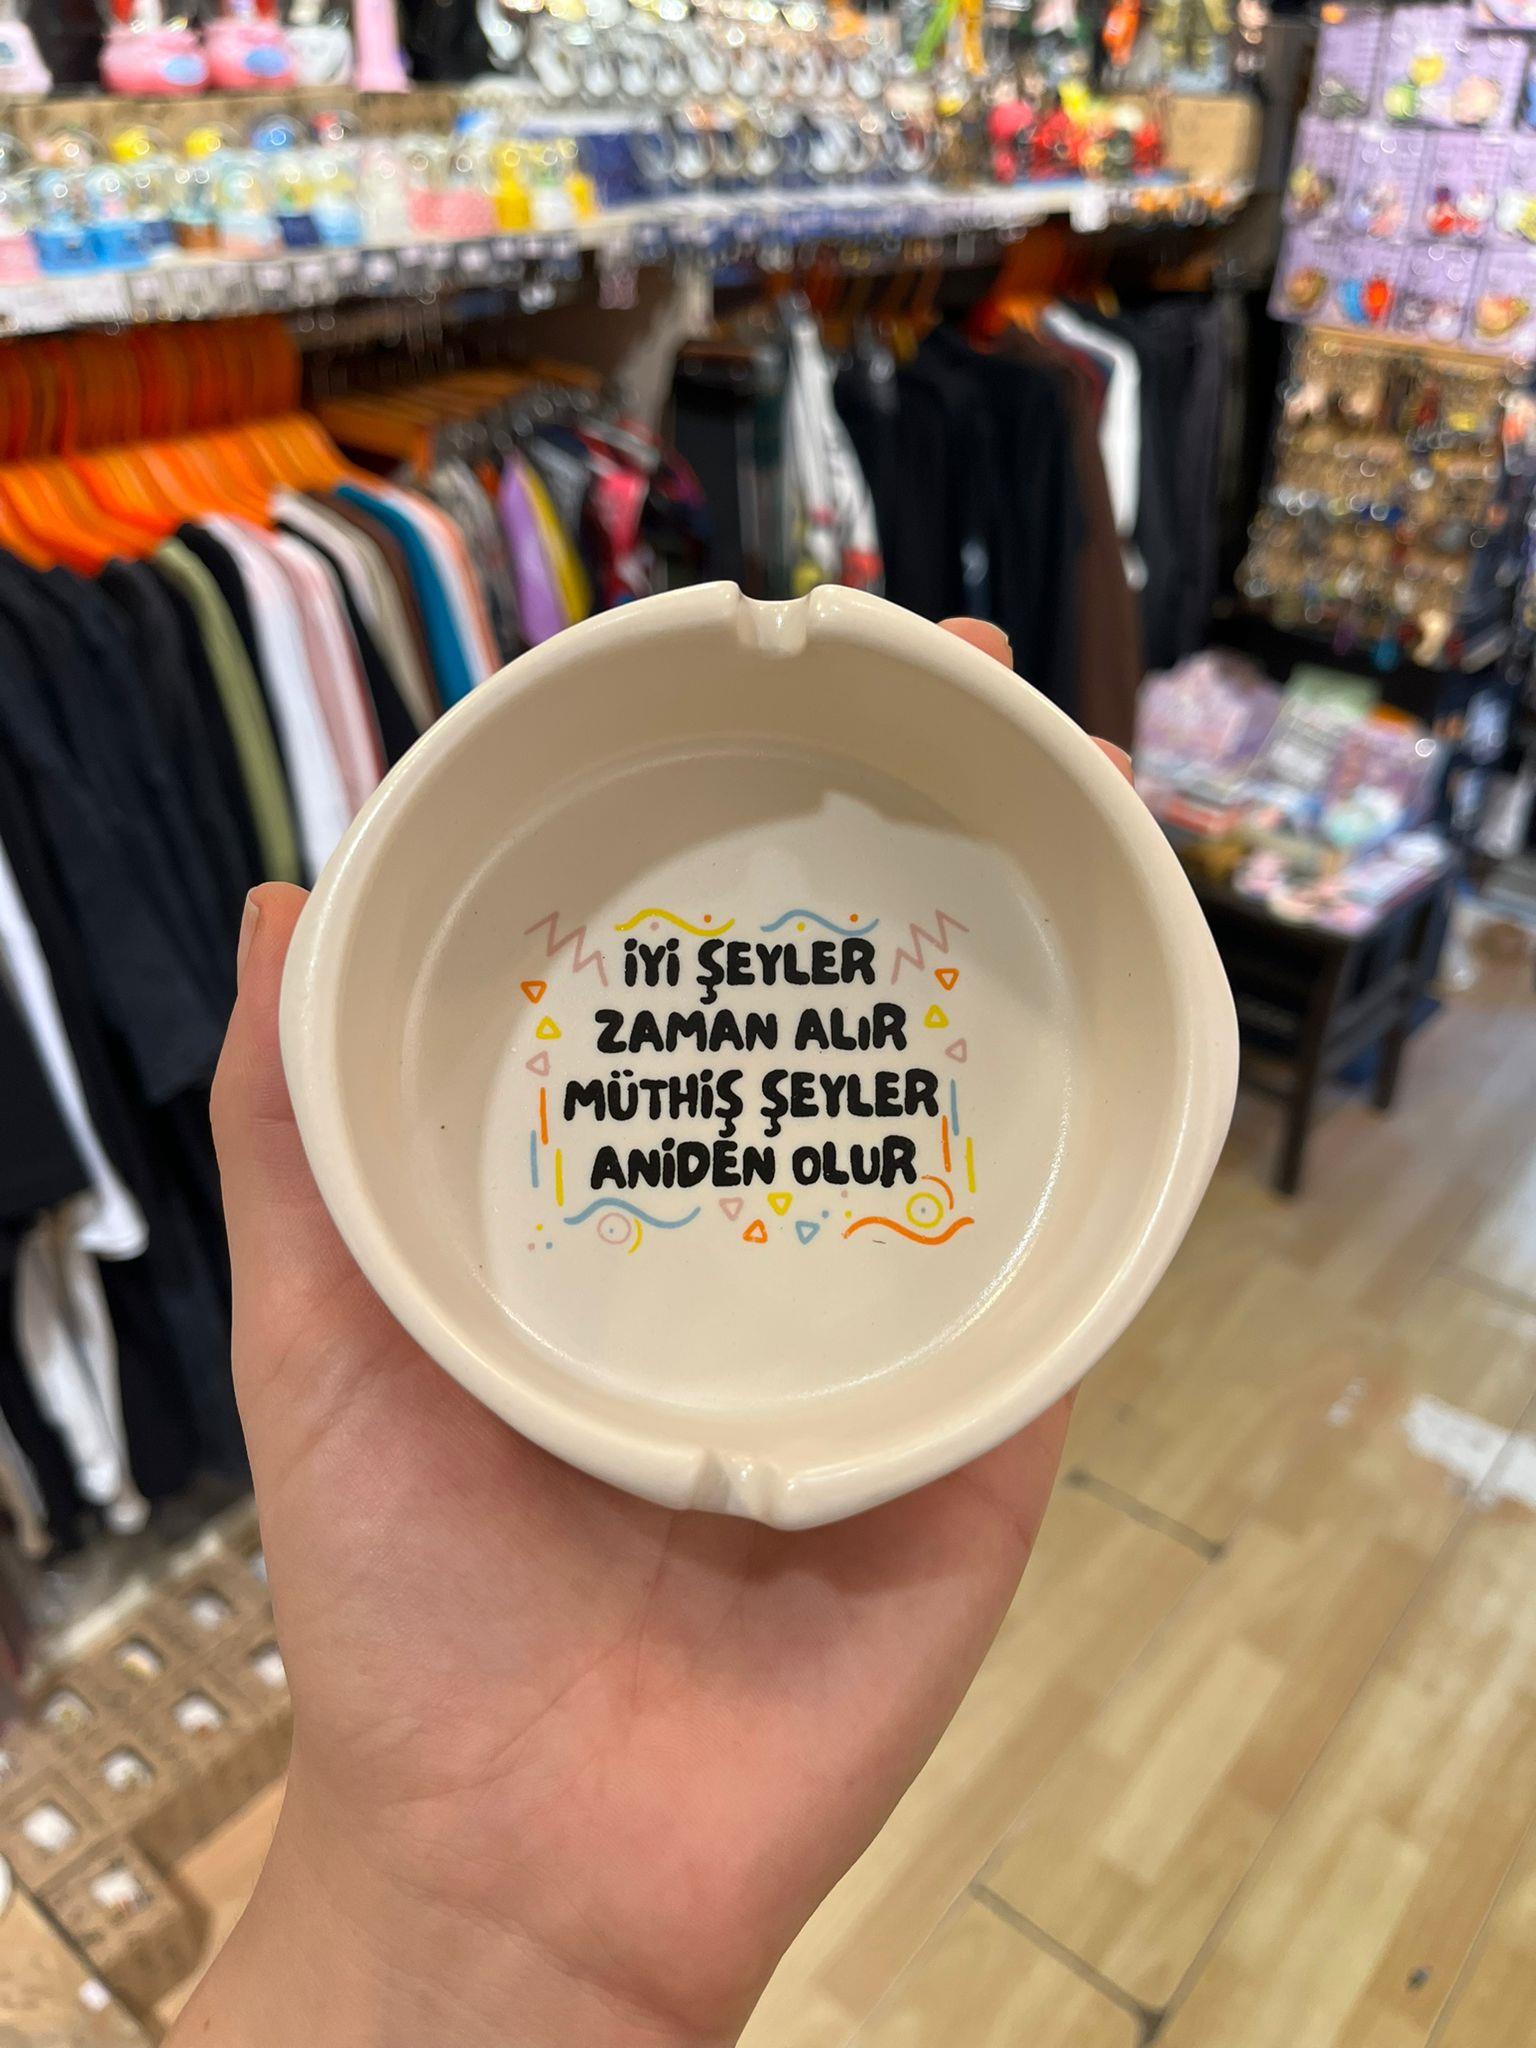 İYİ ŞEYLER
ZAMAN ALIR
MÜTHİŞ ŞEYLER
ANİDEN OLUR